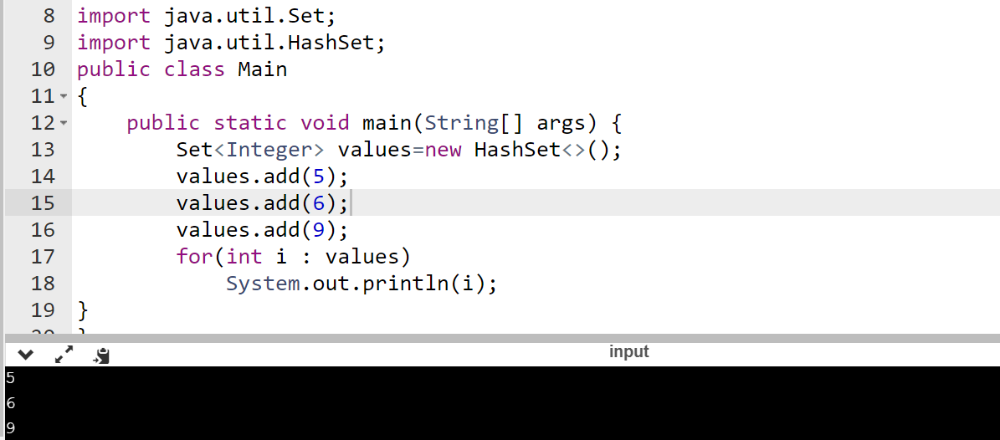 8 import java.util.Set;
9 import java.util.HashSet;
10 public class Main
11 {
12     public static void main(String[] args) {
13         Set<Integer> values=new HashSet<>();
14         values.add(5);
15         values.add(6);
16         values.add(9);
17         for(int i : values)
18             System.out.println(i);
19 }
20 }
input
5
6
9